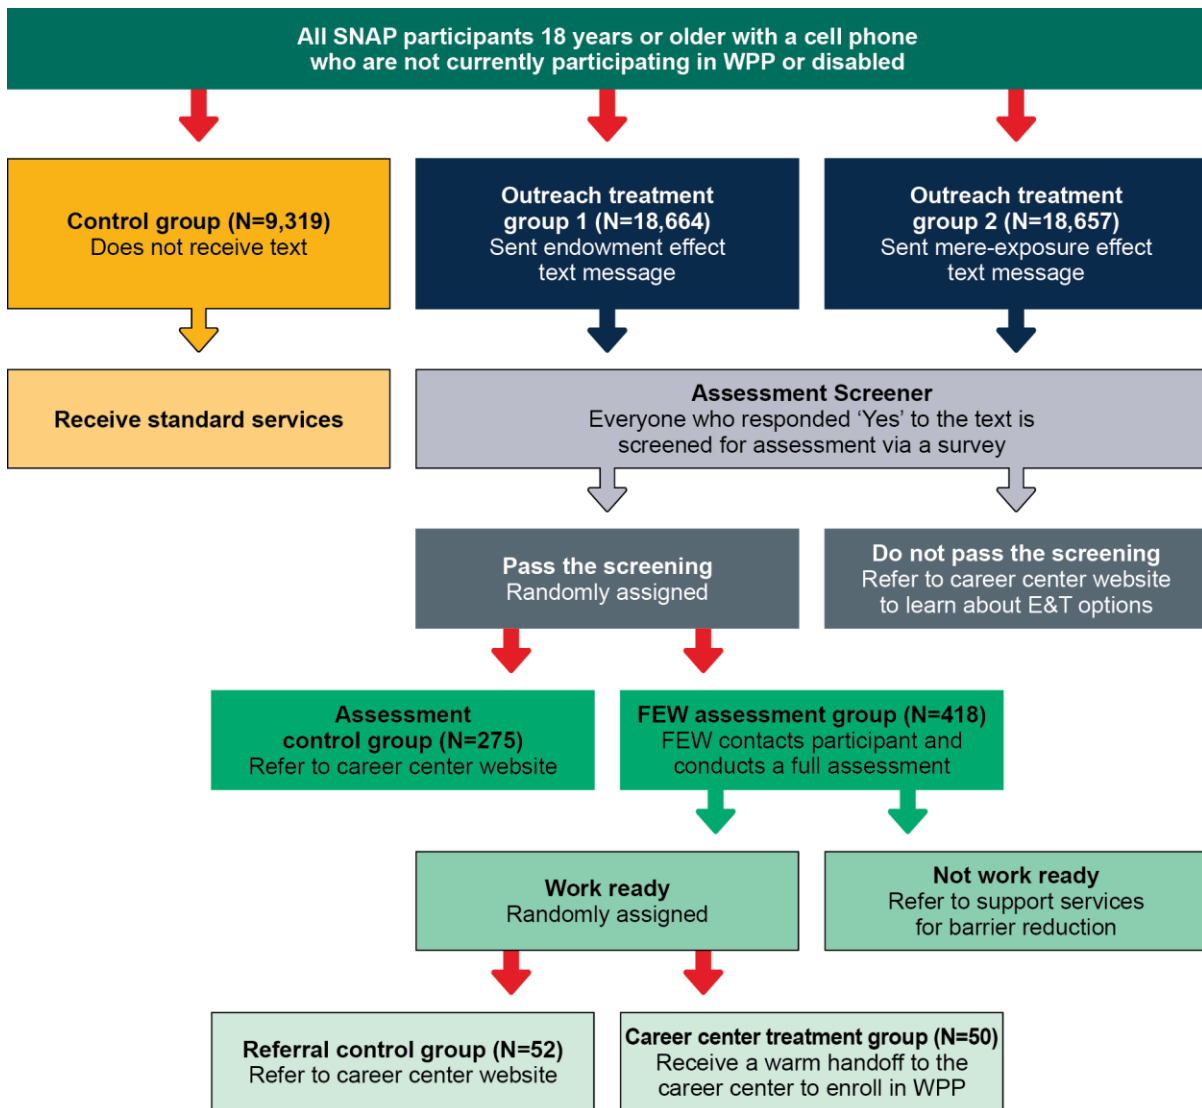 All SNAP participants 18 years or older with a cell phone
who are not currently participating in WPP or disabled
Control group (N=9,319)
Does not receive text
Outreach treatment
group 1 (N=18,664)
Sent endowment effect
text message
Outreach treatment
group 2 (N=18,657)
Sent mere-exposure effect
text message
Receive standard services
Assessment Screener
Everyone who responded ‘Yes’ to the text is
screened for assessment via a survey
Pass the screening
Randomly assigned
Do not pass the screening
Refer to career center website
to learn about E&T options
Assessment
control group (N=275)
Refer to career center website
FEW assessment group (N=418)
FEW contacts participant and
conducts a full assessment
Work ready
Randomly assigned
Not work ready
Refer to support services
for barrier reduction
Referral control group (N=52)
Refer to career center website
Career center treatment group (N=50)
Receive a warm handoff to the
career center to enroll in WPP